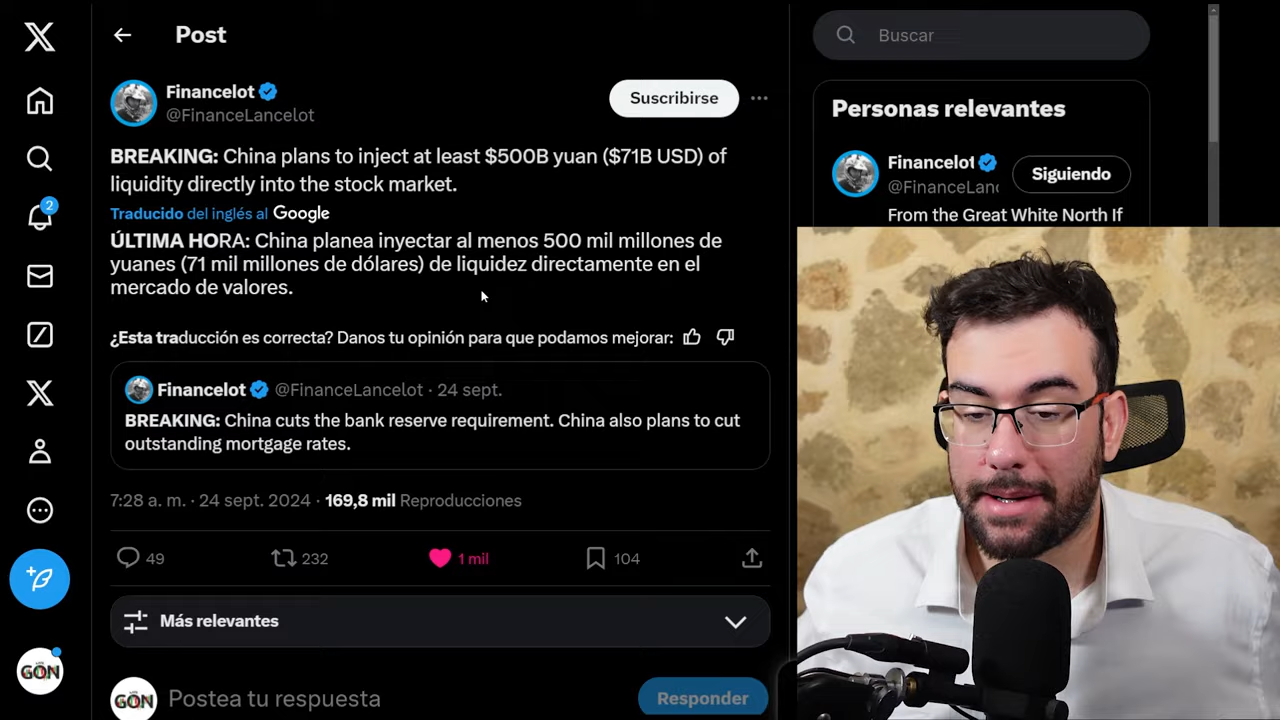 Post
Buscar
Financelot
@FinanceLancelot
Suscribirse
BREAKING: China plans to inject at least $500B yuan ($71B USD) of
liquidity directly into the stock market.
Traducido del inglés al Google
ÚLTIMA HORA: China planea inyectar al menos 500 mil millones de
yuanes (71 mil millones de dólares) de liquidez directamente en el
mercado de valores.
¿Esta traducción es correcta? Danos tu opinión para que podamos mejorar:
Financelot @FinanceLancelot · 24 sept.
BREAKING: China cuts the bank reserve requirement. China also plans to cut
outstanding mortgage rates.
7:28 a. m. · 24 sept. 2024 · 169,8 mil Reproducciones
49
232
1 mil
104
Más relevantes
Postea tu respuesta
Responder
Personas relevantes
Financelot
@FinanceLanc
Siguiendo
From the Great White North If
2
GON
GON